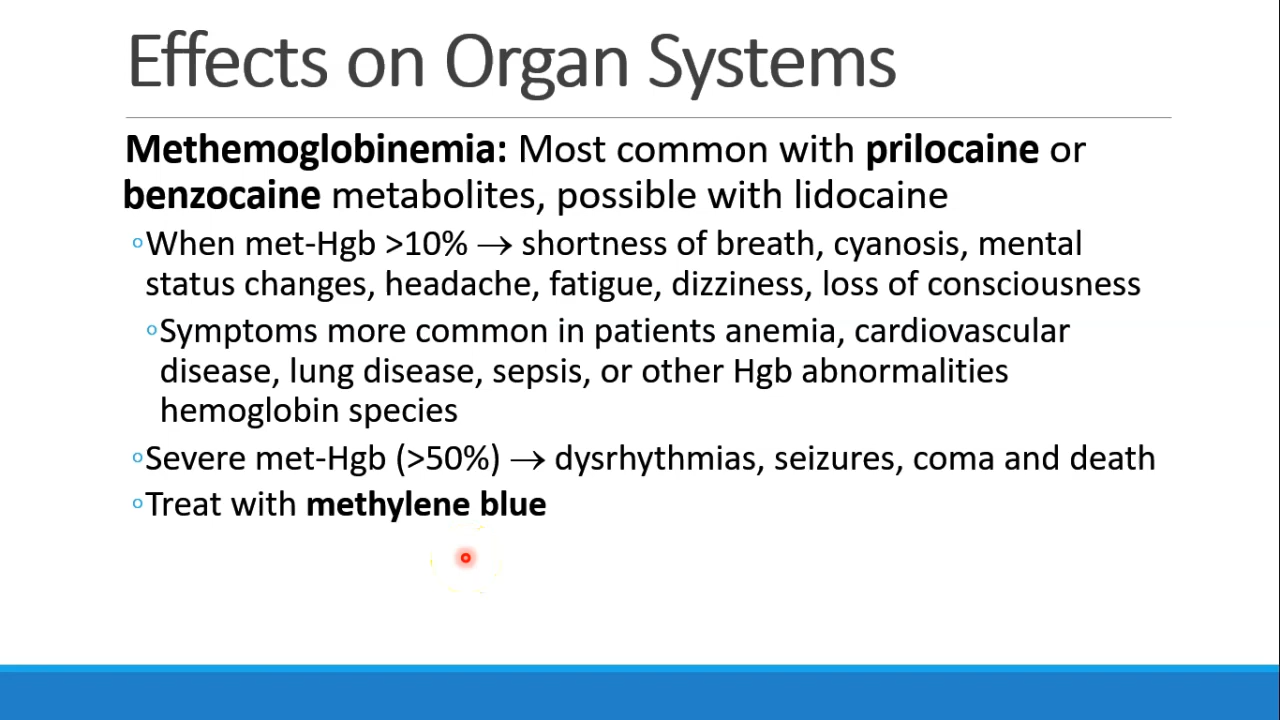 Effects on Organ Systems
Methemoglobinemia: Most common with prilocaine or
benzocaine metabolites, possible with lidocaine
◦When met-Hgb >10% → shortness of breath, cyanosis, mental
status changes, headache, fatigue, dizziness, loss of consciousness
◦Symptoms more common in patients anemia, cardiovascular
disease, lung disease, sepsis, or other Hgb abnormalities
hemoglobin species
◦Severe met-Hgb (>50%) → dysrhythmias, seizures, coma and death
◦Treat with methylene blue